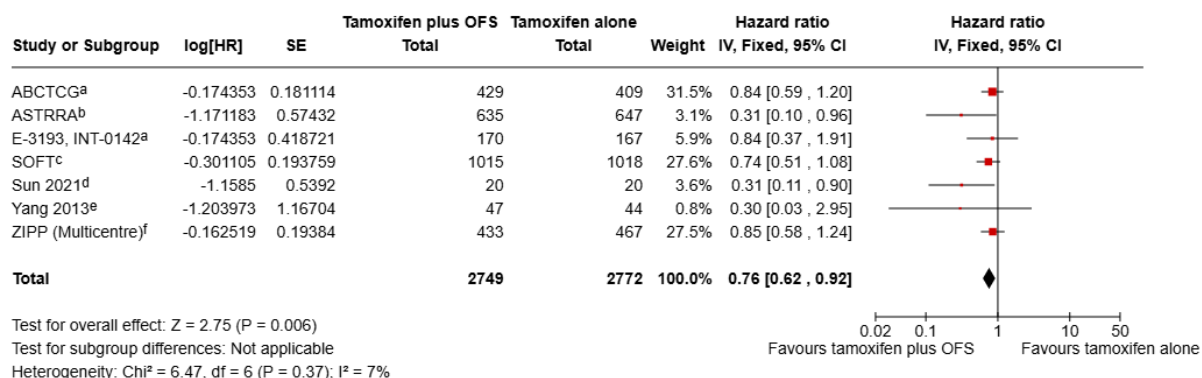 Tamoxifen plus OFS Tamoxifen alone Hazard ratio Hazard ratio
Study or Subgroup log[HR] SE Total Total Weight IV, Fixed, 95% CI IV, Fixed, 95% CI
ABCTCGa -0.174353 0.181114 429 409 31.5% 0.84 [0.59 , 1.20]
ASTRRAb -1.171183 0.57432 635 647 3.1% 0.31 [0.10 , 0.96]
E-3193, INT-0142a -0.174353 0.418721 170 167 5.9% 0.84 [0.37 , 1.91]
SOFTc -0.301105 0.193759 1015 1018 27.6% 0.74 [0.51 , 1.08]
Sun 2021d -1.1585 0.5392 20 20 3.6% 0.31 [0.11 , 0.90]
Yang 2013e -1.203973 1.16704 47 44 0.8% 0.30 [0.03 , 2.95]
ZIPP (Multicentre)f -0.162519 0.19384 433 467 27.5% 0.85 [0.58 , 1.24]
Total 2749 2772 100.0% 0.76 [0.62 , 0.92]
Test for overall effect: Z = 2.75 (P = 0.006)
0.02 0.1 1 10 50
Test for subgroup differences: Not applicable
Favours tamoxifen plus OFS Favours tamoxifen alone
Heterogeneity: Chi² = 6.47, df = 6 (P = 0.37); I² = 7%